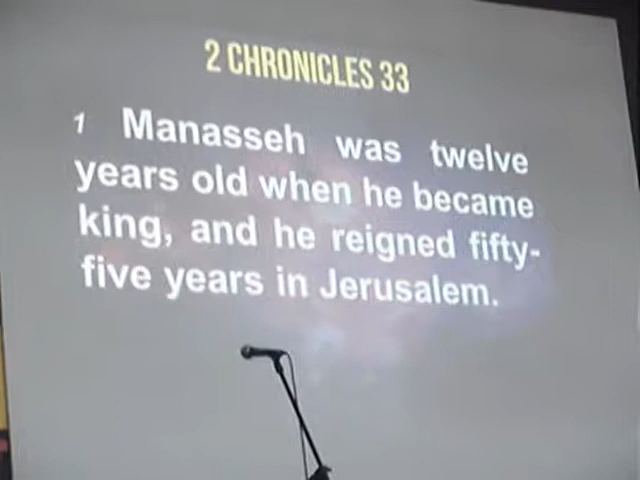 2 CHRONICLES 33
1 Manasseh was twelve
years old when he became
king, and he reigned fifty-
five years in Jerusalem.